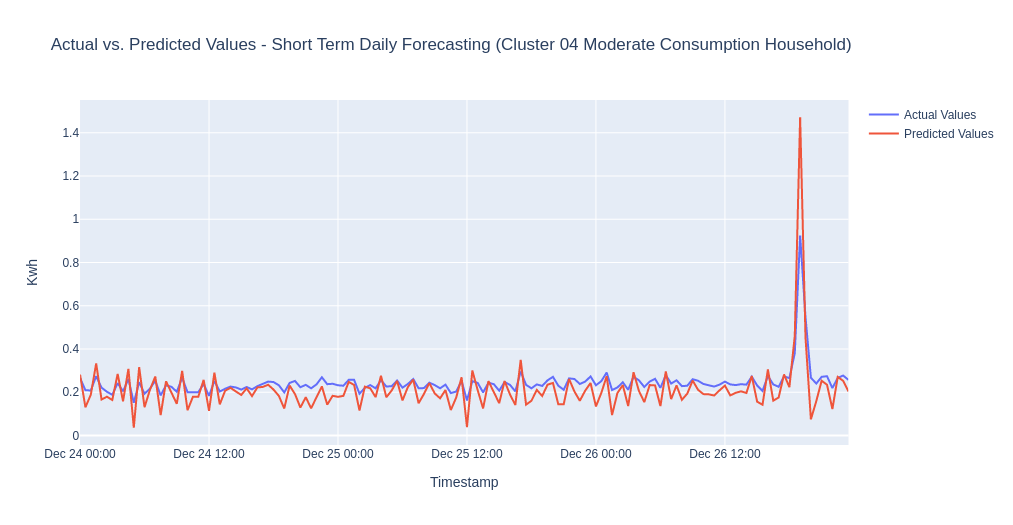 Actual vs. Predicted Values - Short Term Daily Forecasting (Cluster 04 Moderate Consumption Household)
Actual Values
Predicted Values
1.4
1.2
1
0.8
0.6
0.4
0.2
0
Kwh
Dec 24 00:00
Dec 24 12:00
Dec 25 00:00
Dec 25 12:00
Dec 26 00:00
Dec 26 12:00
Timestamp